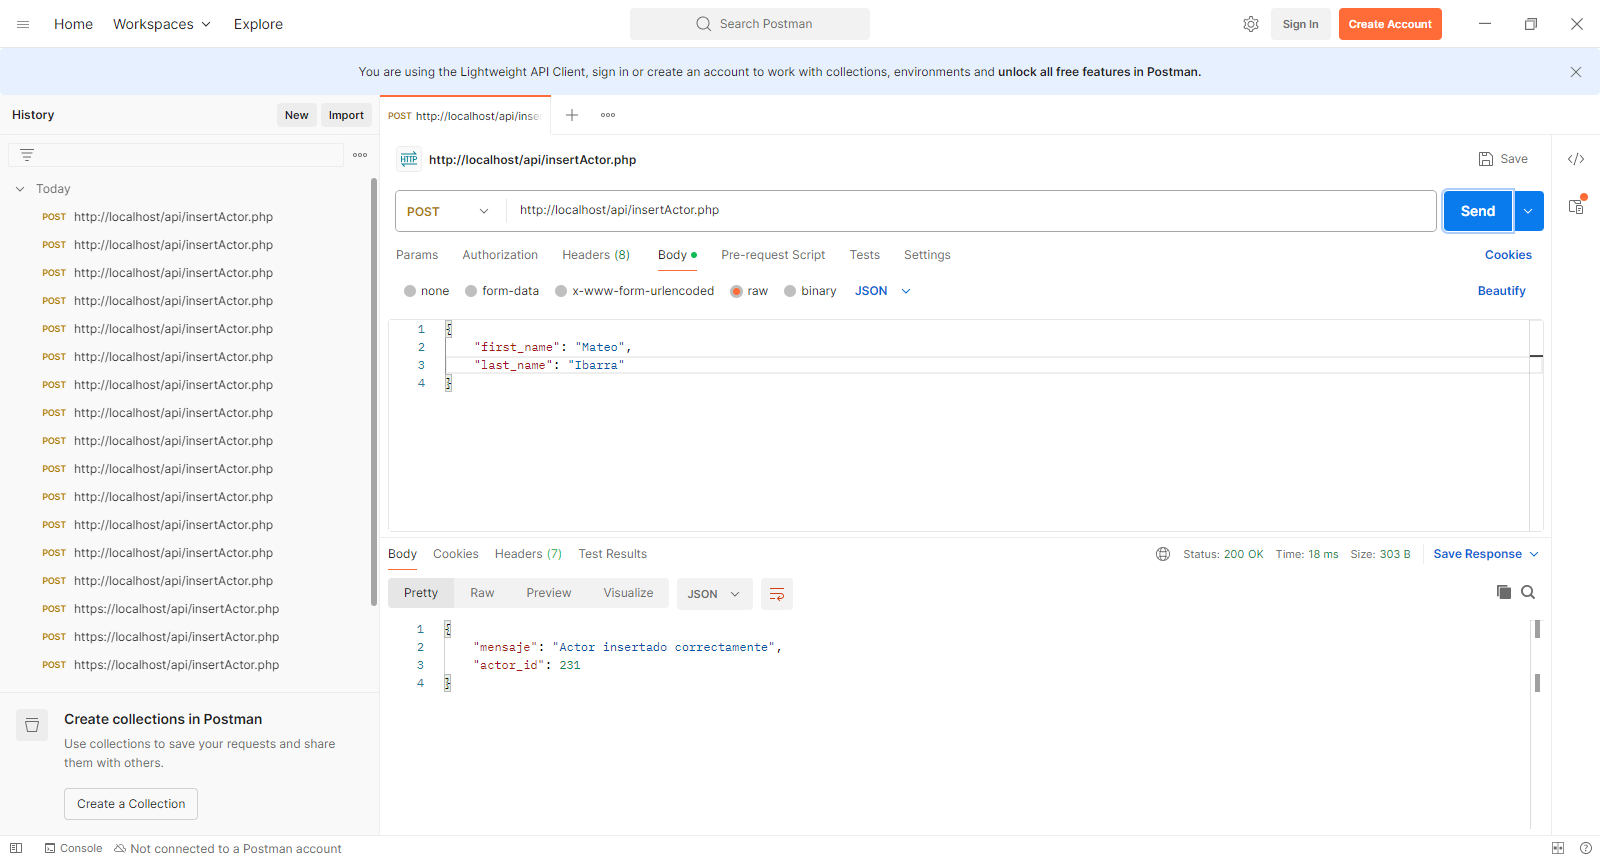 Home Workspaces Explore Search Postman Sign In Create Account
You are using the Lightweight API Client, sign in or create an account to work with collections, environments and unlock all free features in Postman.
History New Import
Today
POST http://localhost/api/insertActor.php
POST http://localhost/api/insertActor.php
POST http://localhost/api/insertActor.php
POST http://localhost/api/insertActor.php
POST http://localhost/api/insertActor.php
POST http://localhost/api/insertActor.php
POST http://localhost/api/insertActor.php
POST http://localhost/api/insertActor.php
POST http://localhost/api/insertActor.php
POST http://localhost/api/insertActor.php
POST http://localhost/api/insertActor.php
POST http://localhost/api/insertActor.php
POST http://localhost/api/insertActor.php
POST http://localhost/api/insertActor.php
POST https://localhost/api/insertActor.php
POST https://localhost/api/insertActor.php
POST https://localhost/api/insertActor.php
Create collections in Postman
Use collections to save your requests and share
them with others.
Create a Collection
POST http://localhost/api/inse
HTTP http://localhost/api/insertActor.php Save </>
POST http://localhost/api/insertActor.php Send
Params Authorization Headers (8) Body Pre-request Script Tests Settings Cookies
none form-data x-www-form-urlencoded raw binary JSON Beautify
1 {
2 "first_name": "Mateo",
3 "last_name": "Ibarra"
4 }
Body Cookies Headers (7) Test Results Status: 200 OK Time: 18 ms Size: 303 B Save Response
Pretty Raw Preview Visualize JSON
1 {
2 "mensaje": "Actor insertado correctamente",
3 "actor_id": 231
4 }
Console Not connected to a Postman account